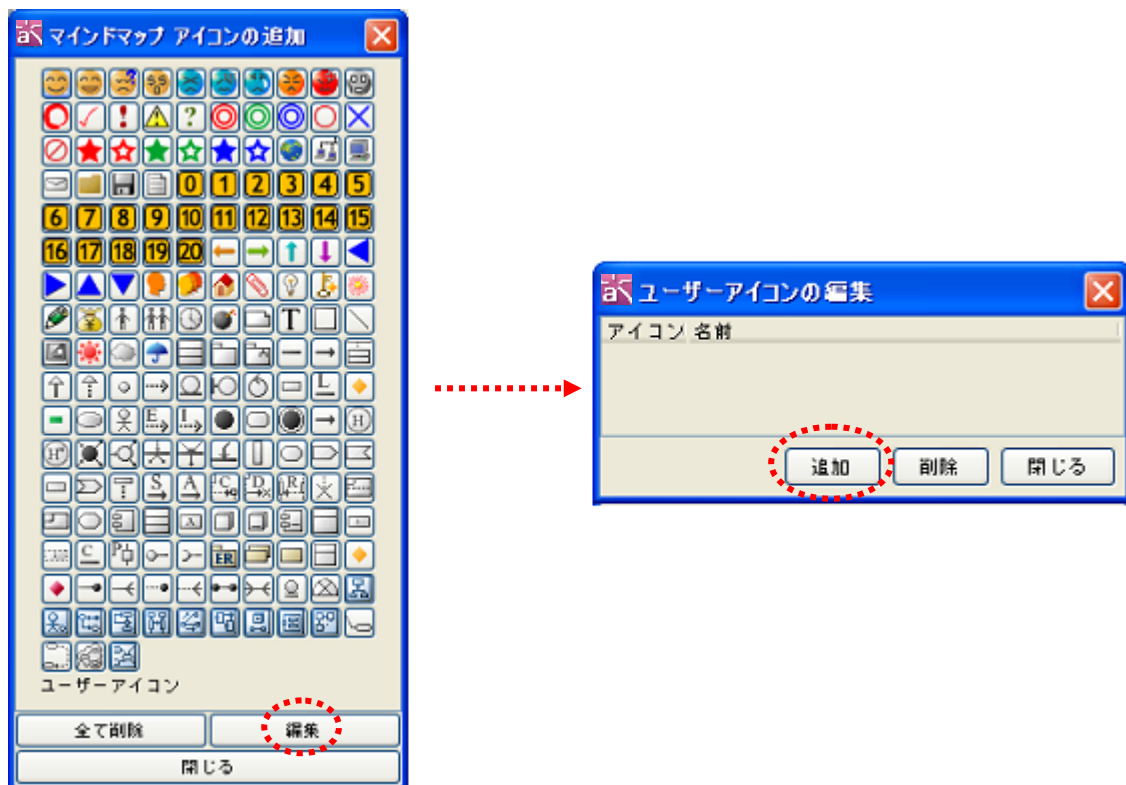 マインドマップ アイコンの追加
?
0 1 2 3 4 5
6 7 8 9 10 11 12 13 14 15
16 17 18 19 20
T
L
E I H
H*
S A C D R
A
C P ER
ユーザーアイコン
全て削除 編集
閉じる
ユーザーアイコンの編集
アイコン 名前
追加 削除 閉じる